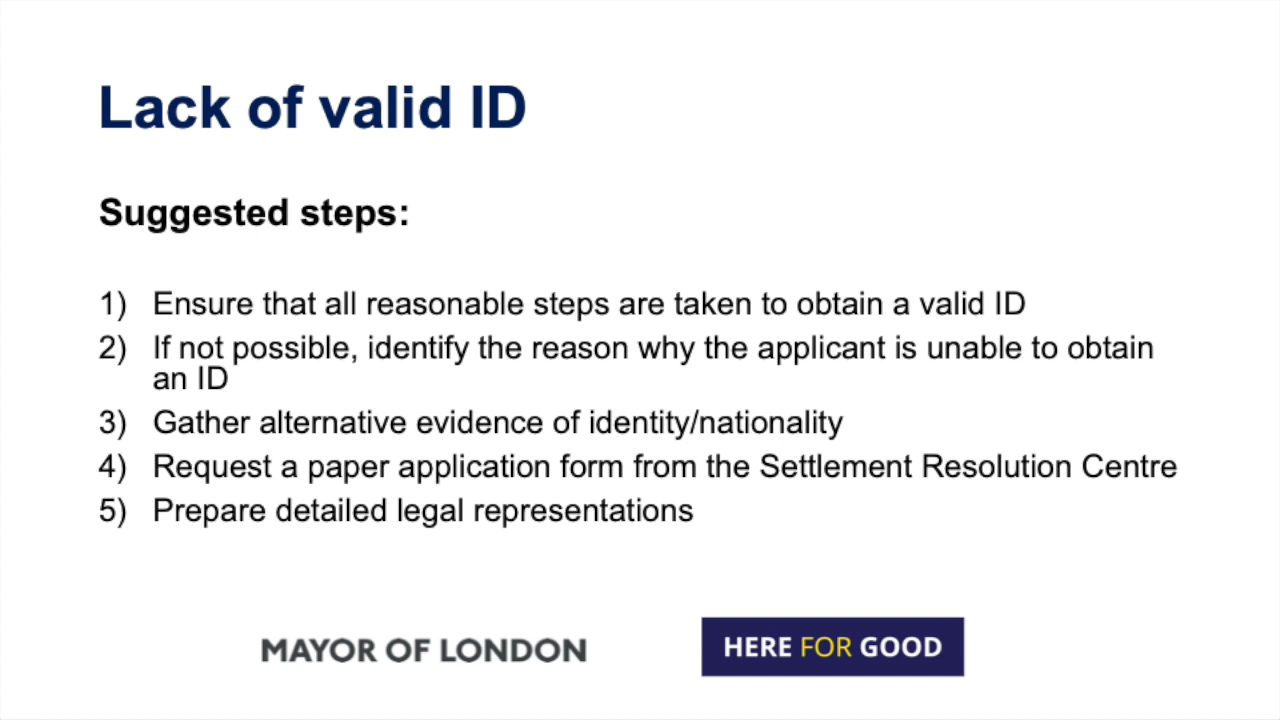 Lack of valid ID
Suggested steps:
1) Ensure that all reasonable steps are taken to obtain a valid ID
2) If not possible, identify the reason why the applicant is unable to obtain
an ID
3) Gather alternative evidence of identity/nationality
4) Request a paper application form from the Settlement Resolution Centre
5) Prepare detailed legal representations
MAYOR OF LONDON
HERE FOR GOOD